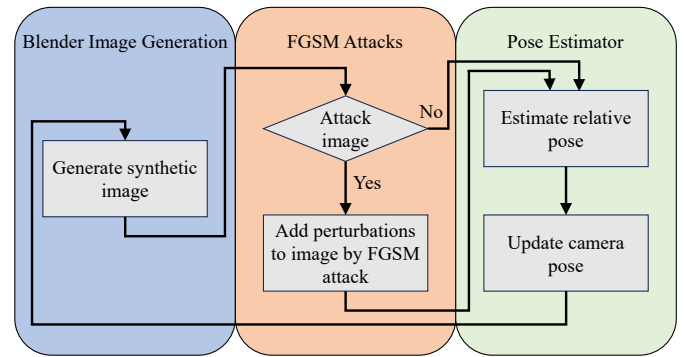 Blender Image Generation
Generate synthetic
image
FGSM Attacks
Attack
image
No
Yes
Add perturbations
to image by FGSM
attack
Pose Estimator
Estimate relative
pose
Update camera
pose